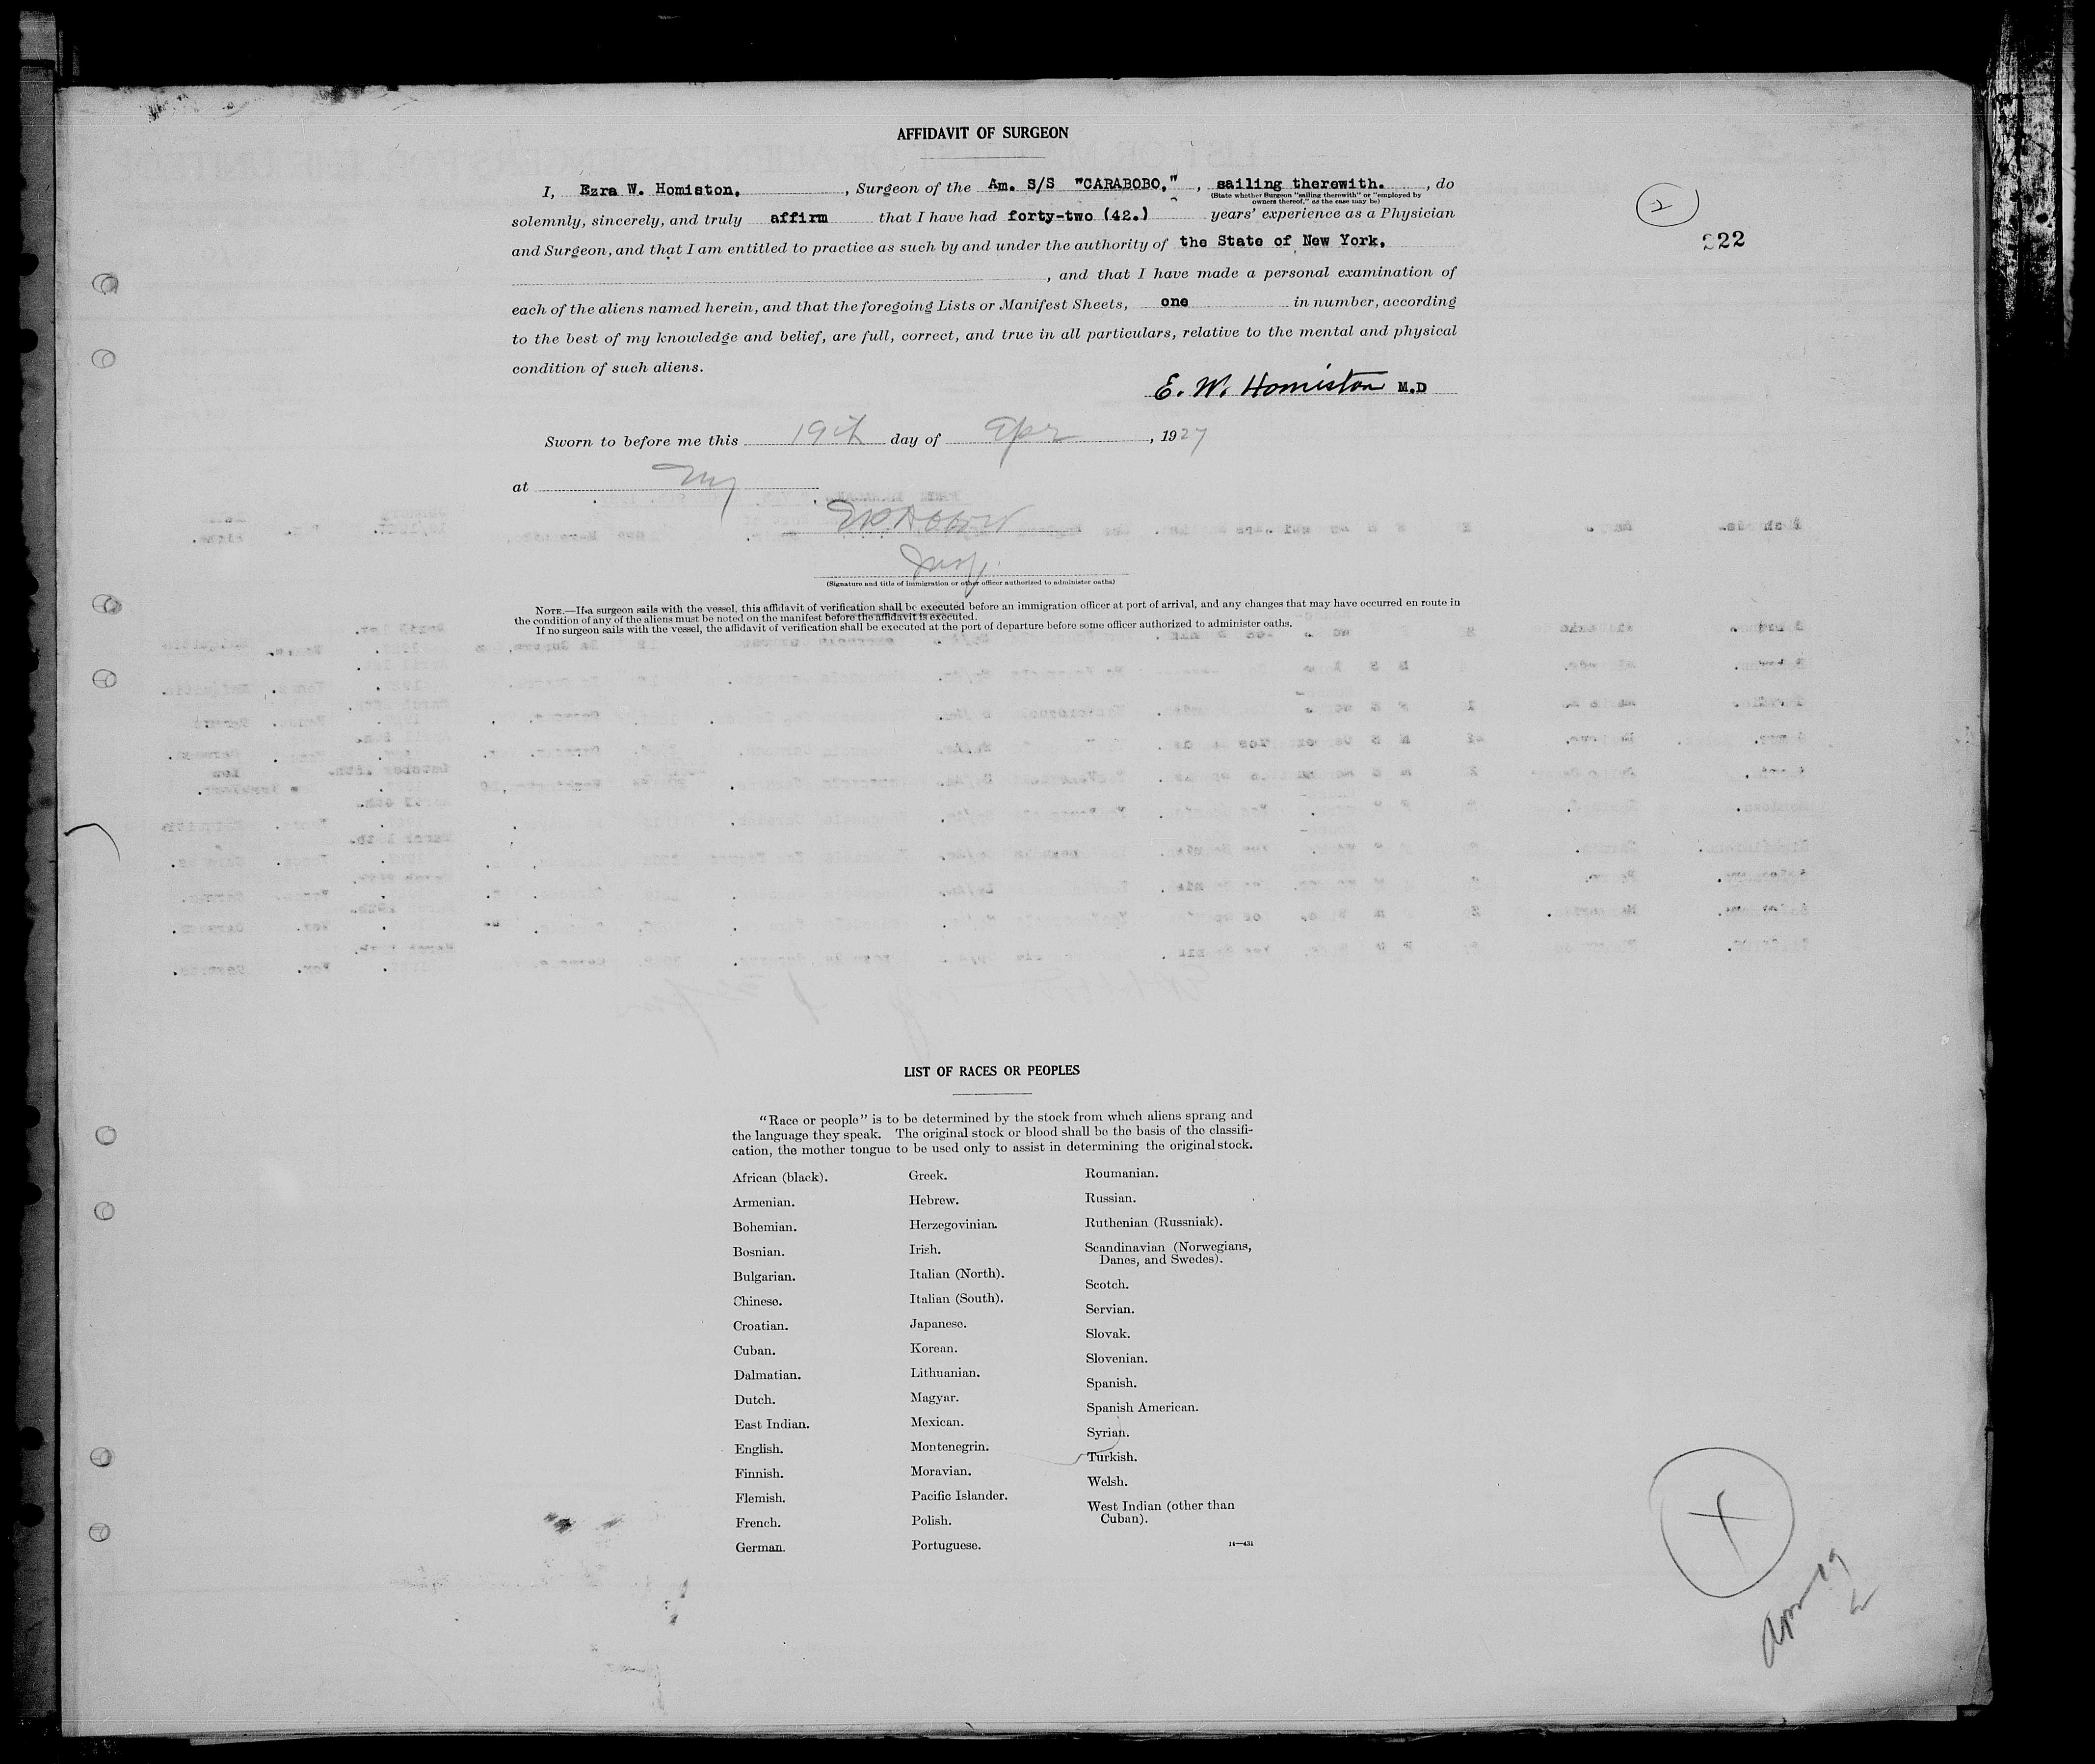 AFFIDAVIT OF SURGEON
I, Ezra W. Homiston, , Surgeon of the Am. S/S "CARABOBO," , sailing therewith. , do
(State whether Surgeon "sailing therewith" or "employed by
owners thereof," as the case may be)
2
solemnly, sincerely, and truly affirm that I have had forty-two (42.) years' experience as a Physician
222
and Surgeon, and that I am entitled to practice as such by and under the authority of the State of New York,
, and that I have made a personal examination of
each of the aliens named herein, and that the foregoing Lists or Manifest Sheets, one in number, according
to the best of my knowledge and belief, are full, correct, and true in all particulars, relative to the mental and physical
condition of such aliens.
E. W. Homiston M.D
Sworn to before me this 19th day of Apr , 1927
at NY
Insp.
(Signature and title of immigration or other officer authorized to administer oaths)
NOTE.—If a surgeon sails with the vessel, this affidavit of verification shall be executed before an immigration officer at port of arrival, and any changes that may have occurred en route in
the condition of any of the aliens must be noted on the manifest before the affidavit is executed.
If no surgeon sails with the vessel, the affidavit of verification shall be executed at the port of departure before some officer authorized to administer oaths.
LIST OF RACES OR PEOPLES
"Race or people" is to be determined by the stock from which aliens sprang and
the language they speak. The original stock or blood shall be the basis of the classifi-
cation, the mother tongue to be used only to assist in determining the original stock.
African (black).
Armenian.
Bohemian.
Bosnian.
Bulgarian.
Chinese.
Croatian.
Cuban.
Dalmatian.
Dutch.
East Indian.
English.
Finnish.
Flemish.
French.
German.
Greek.
Hebrew.
Herzegovinian.
Irish.
Italian (North).
Italian (South).
Japanese.
Korean.
Lithuanian.
Magyar.
Mexican.
Montenegrin.
Moravian.
Pacific Islander.
Polish.
Portuguese.
Roumanian.
Russian.
Ruthenian (Russniak).
Scandinavian (Norwegians,
Danes, and Swedes).
Scotch.
Servian.
Slovak.
Slovenian.
Spanish.
Spanish American.
Syrian.
Turkish.
Welsh.
West Indian (other than
Cuban).
14—431
Apr 19